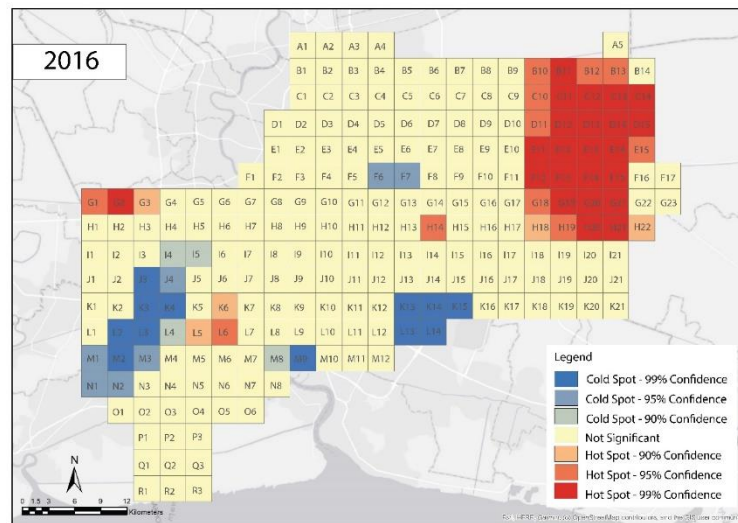 2016
A1 A2 A3 A4 A5
B1 B2 B3 B4 B5 B6 B7 B8 B9 B10 B11 B12 B13 B14
C1 C2 C3 C4 C5 C6 C7 C8 C9 C10
D1 D2 D3 D4 D5 D6 D7 D8 D9 D10 D11
E1 E2 E3 E4 E5 E6 E7 E8 E9 E10 E15
F1 F2 F3 F4 F5 F6 F7 F8 F9 F10 F11 F16 F17
G1 G2 G3 G4 G5 G6 G7 G8 G9 G10 G11 G12 G13 G14 G15 G16 G17 G18 G22 G23
H1 H2 H3 H4 H5 H6 H7 H8 H9 H10 H11 H12 H13 H14 H15 H16 H17 H18 H19 H22
I1 I2 I3 I4 I5 I6 I7 I8 I9 I10 I11 I12 I13 I14 I15 I16 I17 I18 I19 I20 I21
J1 J2 J3 J4 J5 J6 J7 J8 J9 J10 J11 J12 J13 J14 J15 J16 J17 J18 J19 J20 J21
K1 K2 K3 K4 K5 K6 K7 K8 K9 K10 K11 K12 K13 K14 K15 K16 K17 K18 K19 K20 K21
L1 L2 L3 L4 L5 L6 L7 L8 L9 L10 L11 L12 L13 L14
M1 M2 M3 M4 M5 M6 M7 M8 M9 M10 M11 M12
N1 N2 N3 N4 N5 N6 N7 N8
O1 O2 O3 O4 O5 O6
P1 P2 P3
Q1 Q2 Q3
R1 R2 R3
Legend
Cold Spot - 99% Confidence
Cold Spot - 95% Confidence
Cold Spot - 90% Confidence
Not Significant
Hot Spot - 90% Confidence
Hot Spot - 95% Confidence
Hot Spot - 99% Confidence
N
0 1.5 3 6 9 12
Kilometers
OpenStreetMap contributors, and the GIS user communi